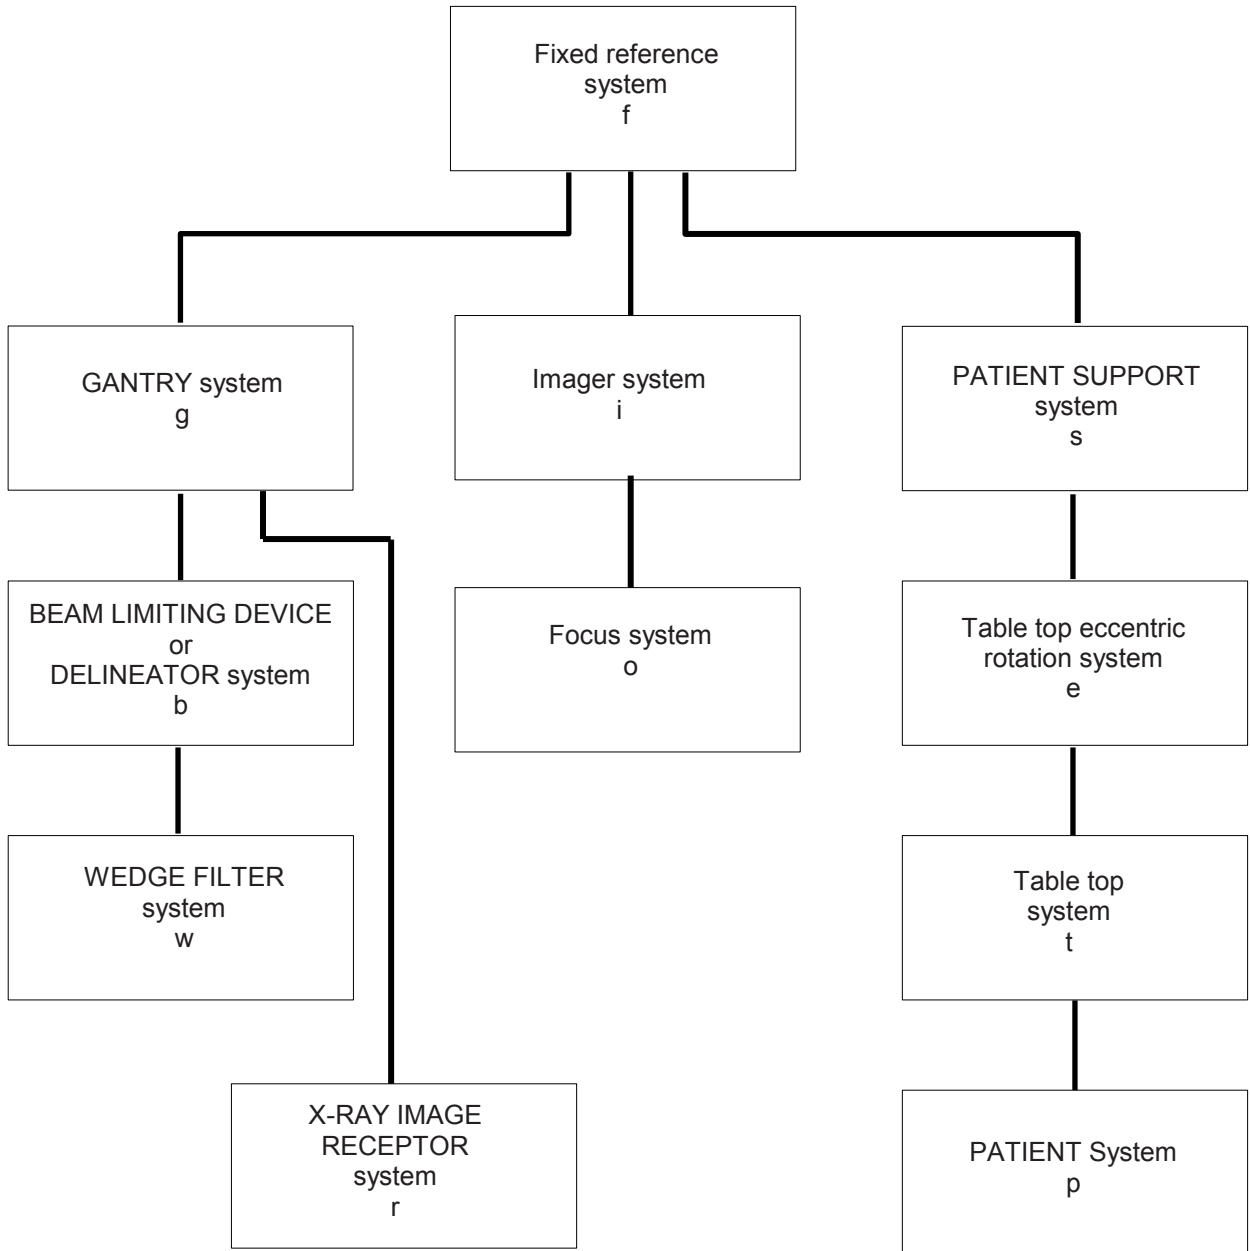 Fixed reference
system
f
GANTRY system
g
Imager system
i
PATIENT SUPPORT
system
s
BEAM LIMITING DEVICE
or
DELINEATOR system
b
Focus system
o
Table top eccentric
rotation system
e
WEDGE FILTER
system
w
Table top
system
t
X-RAY IMAGE
RECEPTOR
system
r
PATIENT System
p